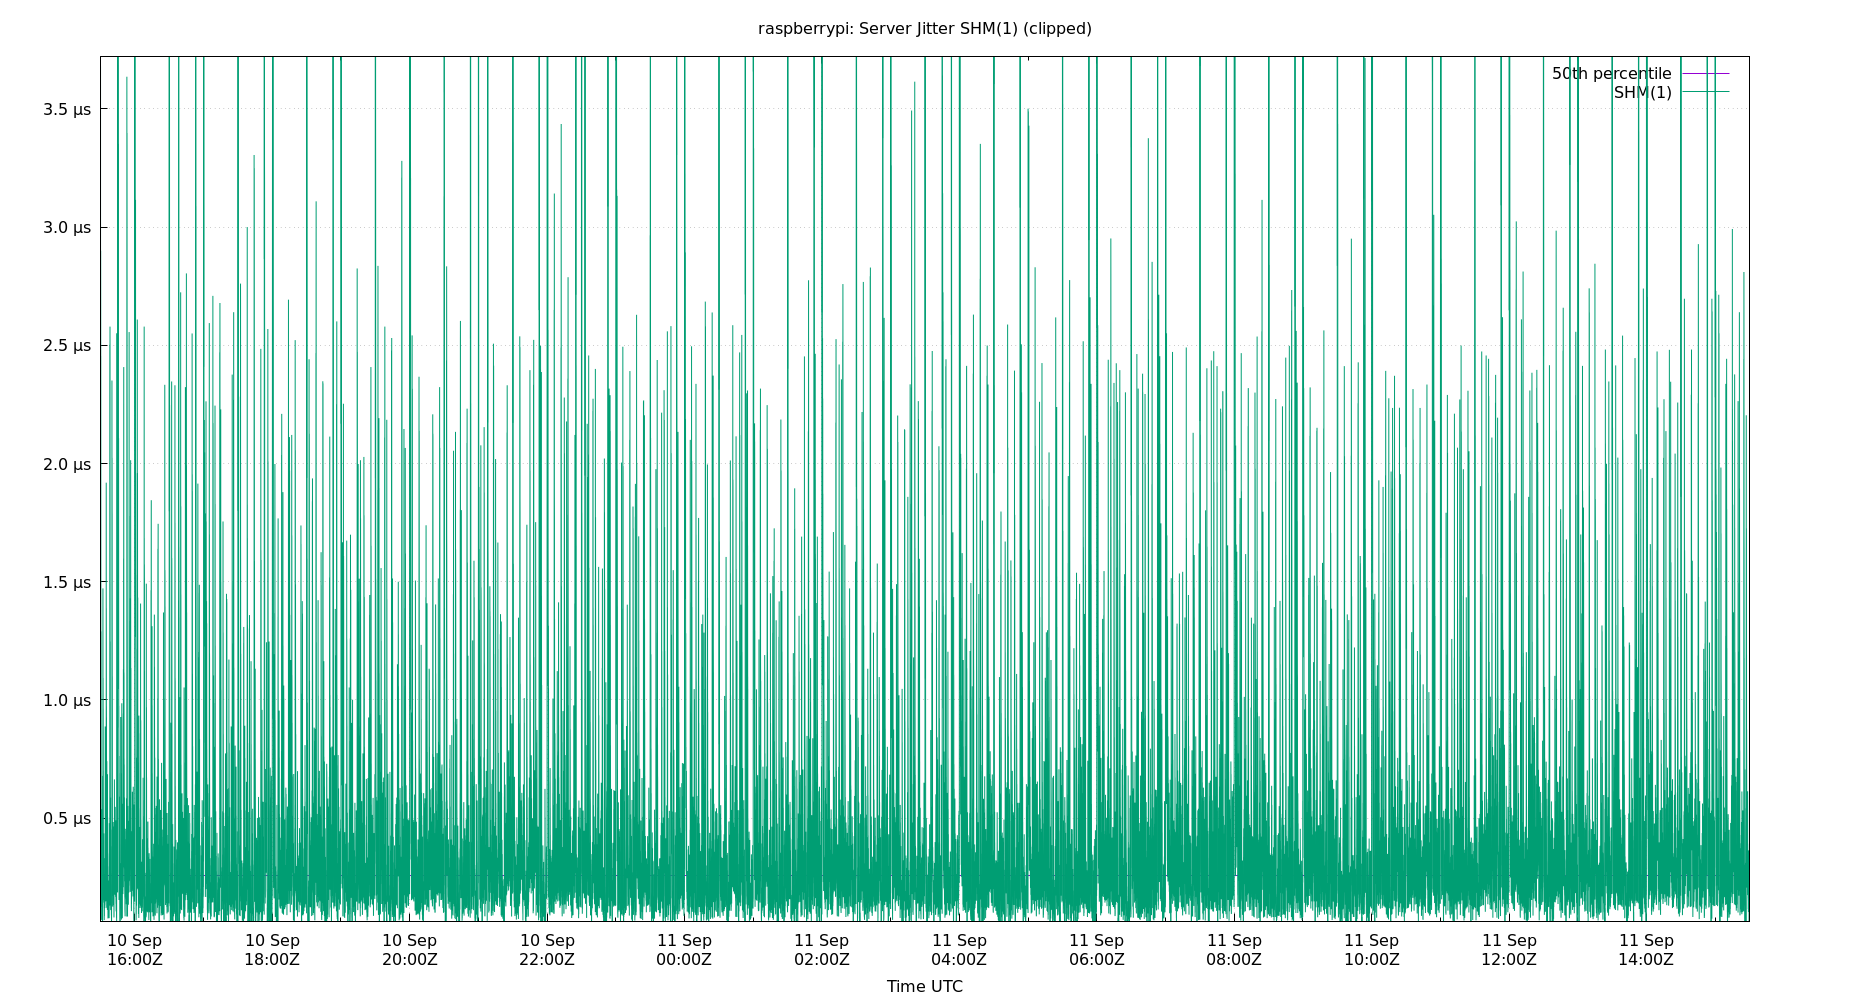 raspberrypi: Server Jitter SHM(1) (clipped)
50th percentile
SHM(1)
3.5 μs
3.0 μs
2.5 μs
2.0 μs
1.5 μs
1.0 μs
0.5 μs
10 Sep 10 Sep 10 Sep 10 Sep 11 Sep 11 Sep 11 Sep 11 Sep 11 Sep 11 Sep 11 Sep 11 Sep
16:00Z 18:00Z 20:00Z 22:00Z 00:00Z 02:00Z 04:00Z 06:00Z 08:00Z 10:00Z 12:00Z 14:00Z
Time UTC